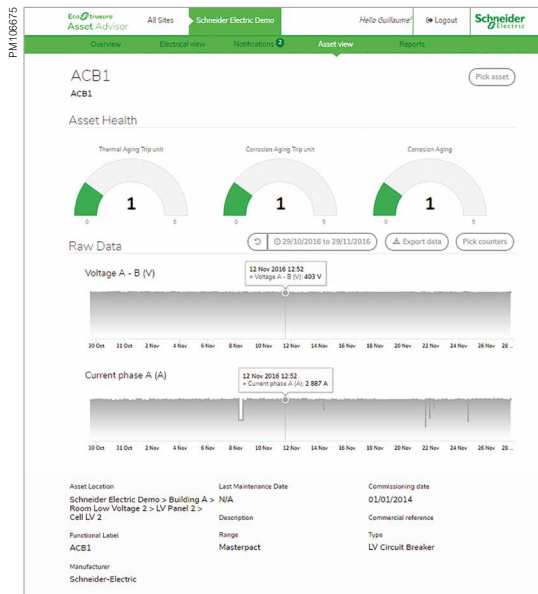 PM106675
EcoStruxure
Asset Advisor
All Sites
Schneider Electric Demo
Hello Guillaume!
Logout
Schneider
Electric
Overview
Electrical view
Notifications 2
Asset view
Reports
ACB1
Pick asset
ACB1
Asset Health
Thermal Aging Trip unit
Corrosion Aging Trip unit
Corrosion Aging
1
1
1
0 5
0 5
0 5
Raw Data
29/10/2016 to 29/11/2016
Export data
Pick counters
Voltage A - B (V)
12 Nov 2016 12:52
Voltage A - B (V): 403 V
30 Oct 31 Oct 2 Nov 4 Nov 6 Nov 8 Nov 10 Nov 12 Nov 14 Nov 16 Nov 18 Nov 20 Nov 22 Nov 24 Nov 26 Nov 28 ...
Current phase A (A)
12 Nov 2016 12:52
Current phase A (A): 2 887 A
30 Oct 31 Oct 2 Nov 4 Nov 6 Nov 8 Nov 10 Nov 12 Nov 14 Nov 16 Nov 18 Nov 20 Nov 22 Nov 24 Nov 26 Nov 28 ...
Asset Location
Schneider Electric Demo > Building A >
Room Low Voltage 2 > LV Panel 2 >
Cell LV 2
Last Maintenance Date
N/A
Commissioning date
01/01/2014
Description
Commercial reference
Functional Label
ACB1
Range
Masterpact
Type
LV Circuit Breaker
Manufacturer
Schneider-Electric